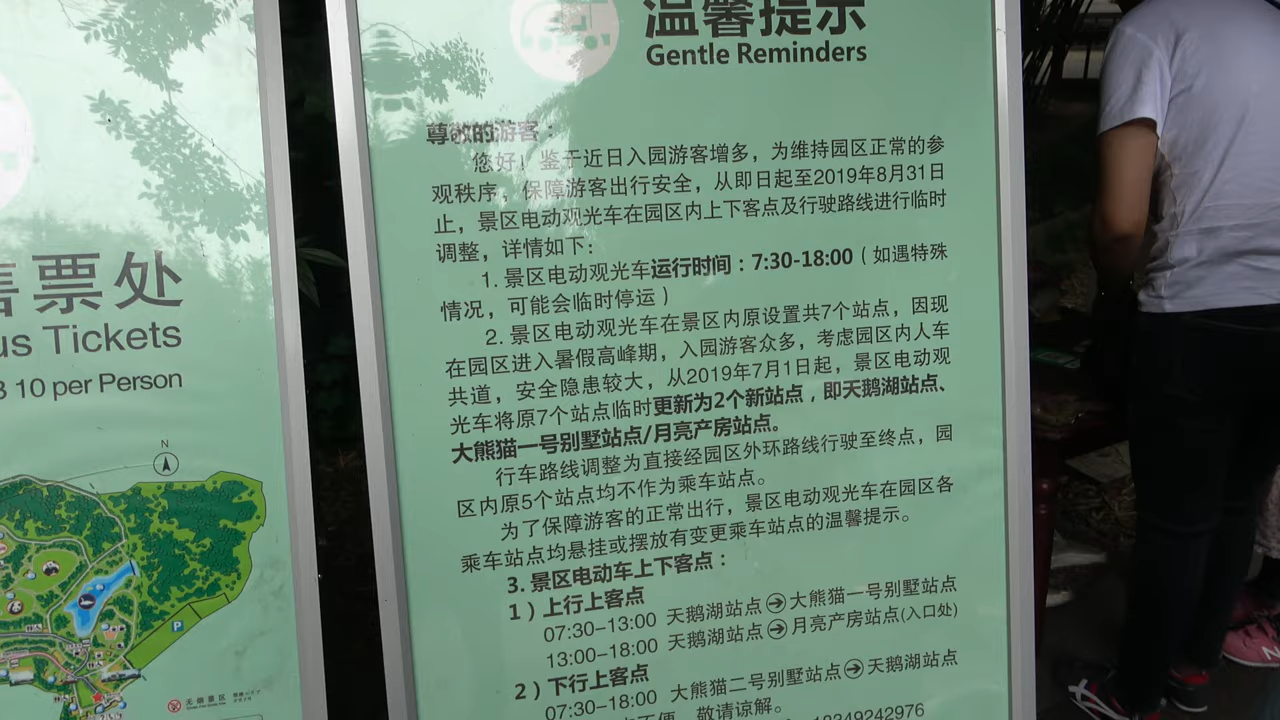 售票处
us Tickets
10 per Person
N
P
无烟景区
温馨提示
Gentle Reminders
尊敬的游客：
您好！鉴于近日入园游客增多，为维持园区正常的参
观秩序，保障游客出行安全，从即日起至2019年8月31日
止，景区电动观光车在园区内上下客点及行驶路线进行临时
调整，详情如下：
1. 景区电动观光车运行时间：7:30-18:00（如遇特殊
情况，可能会临时停运）
2. 景区电动观光车在景区内原设置共7个站点，因现
在园区进入暑假高峰期，入园游客众多，考虑园区内人车
共道，安全隐患较大，从2019年7月1日起，景区电动观
光车将原7个站点临时更新为2个新站点，即天鹅湖站点、
大熊猫一号别墅站点/月亮产房站点。
行车路线调整为直接经园区外环路线行驶至终点，园
区内原5个站点均不作为乘车站点。
为了保障游客的正常出行，景区电动观光车在园区各
乘车站点均悬挂或摆放有变更乘车站点的温馨提示。
3. 景区电动车上下客点：
1）上行上客点
07:30-13:00 天鹅湖站点→大熊猫一号别墅站点
13:00-18:00 天鹅湖站点→月亮产房站点(入口处)
2）下行上客点
07:30-18:00 大熊猫二号别墅站点→天鹅湖站点
不便，敬请谅解。
18349242976